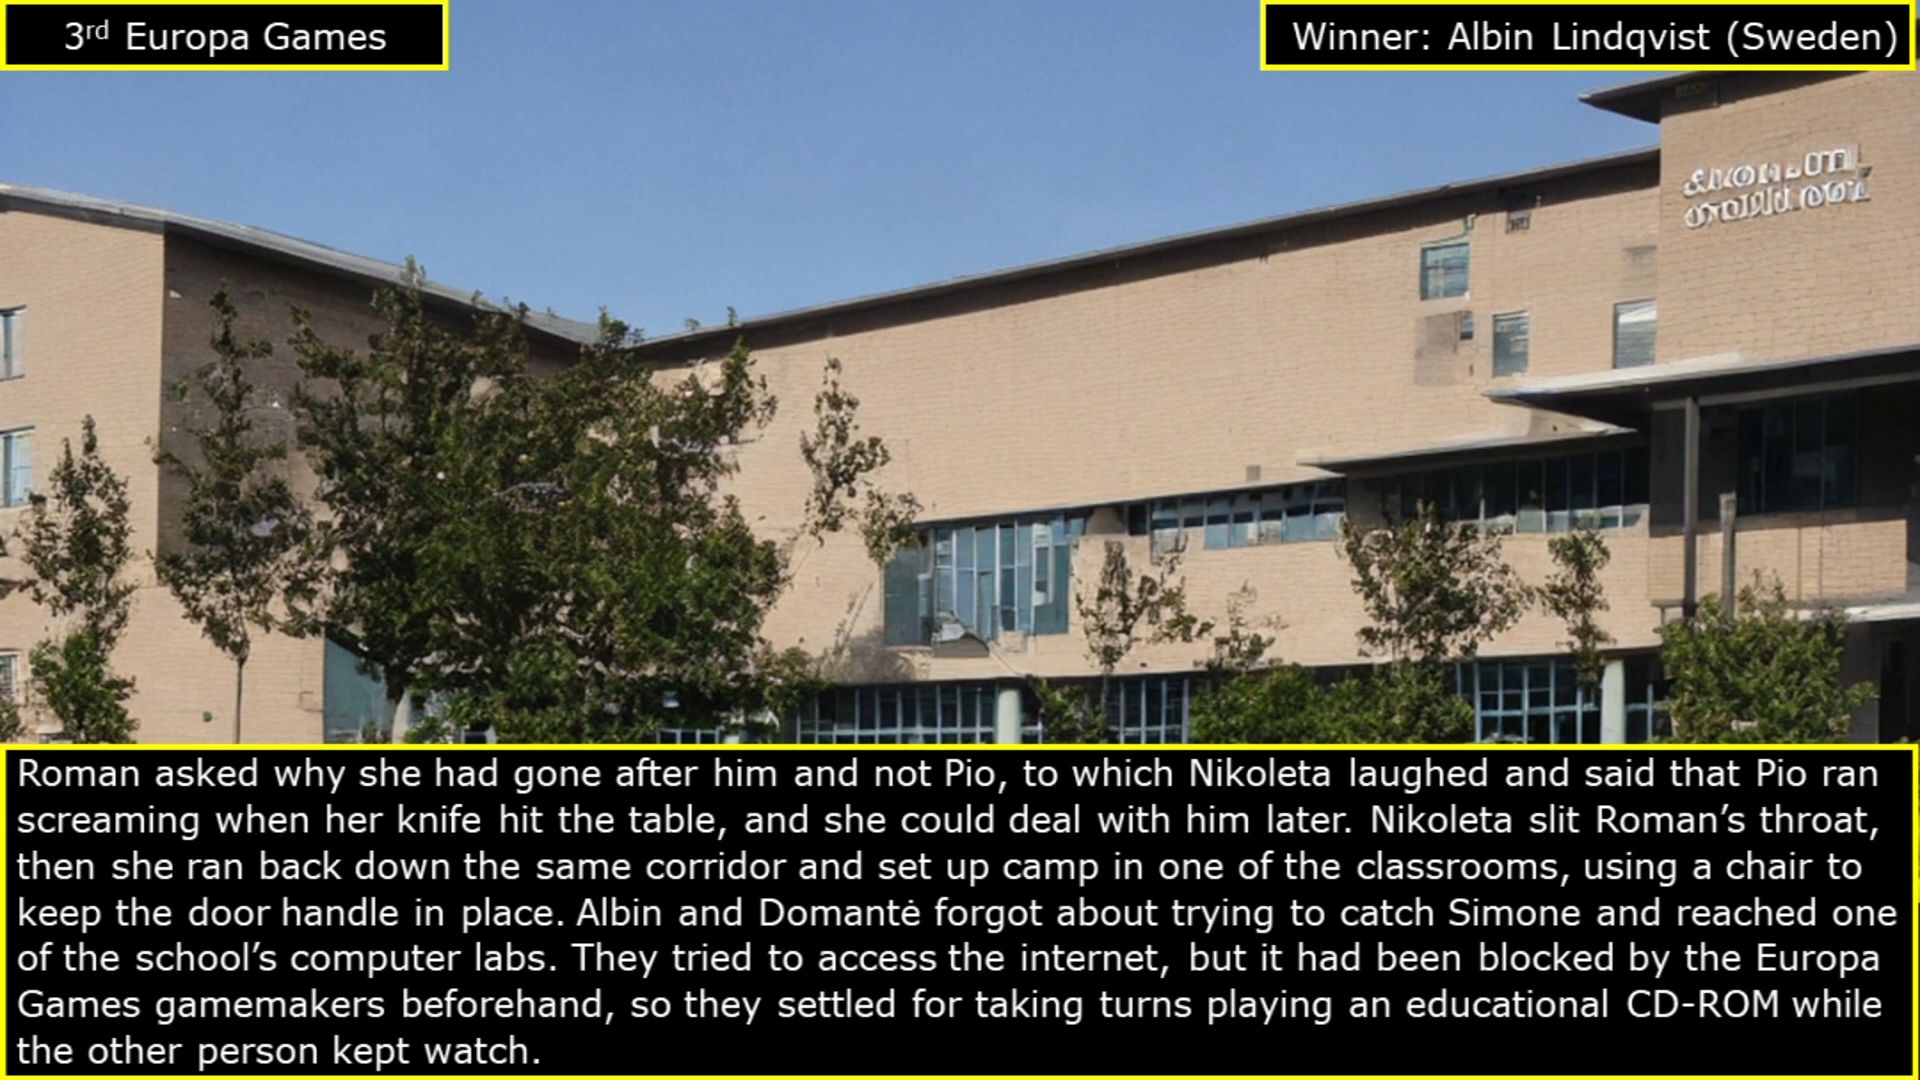 3rd Europa Games
Winner: Albin Lindqvist (Sweden)
Roman asked why she had gone after him and not Pio, to which Nikoleta laughed and said that Pio ran
screaming when her knife hit the table, and she could deal with him later. Nikoleta slit Roman’s throat,
then she ran back down the same corridor and set up camp in one of the classrooms, using a chair to
keep the door handle in place. Albin and Domantė forgot about trying to catch Simone and reached one
of the school’s computer labs. They tried to access the internet, but it had been blocked by the Europa
Games gamemakers beforehand, so they settled for taking turns playing an educational CD-ROM while
the other person kept watch.